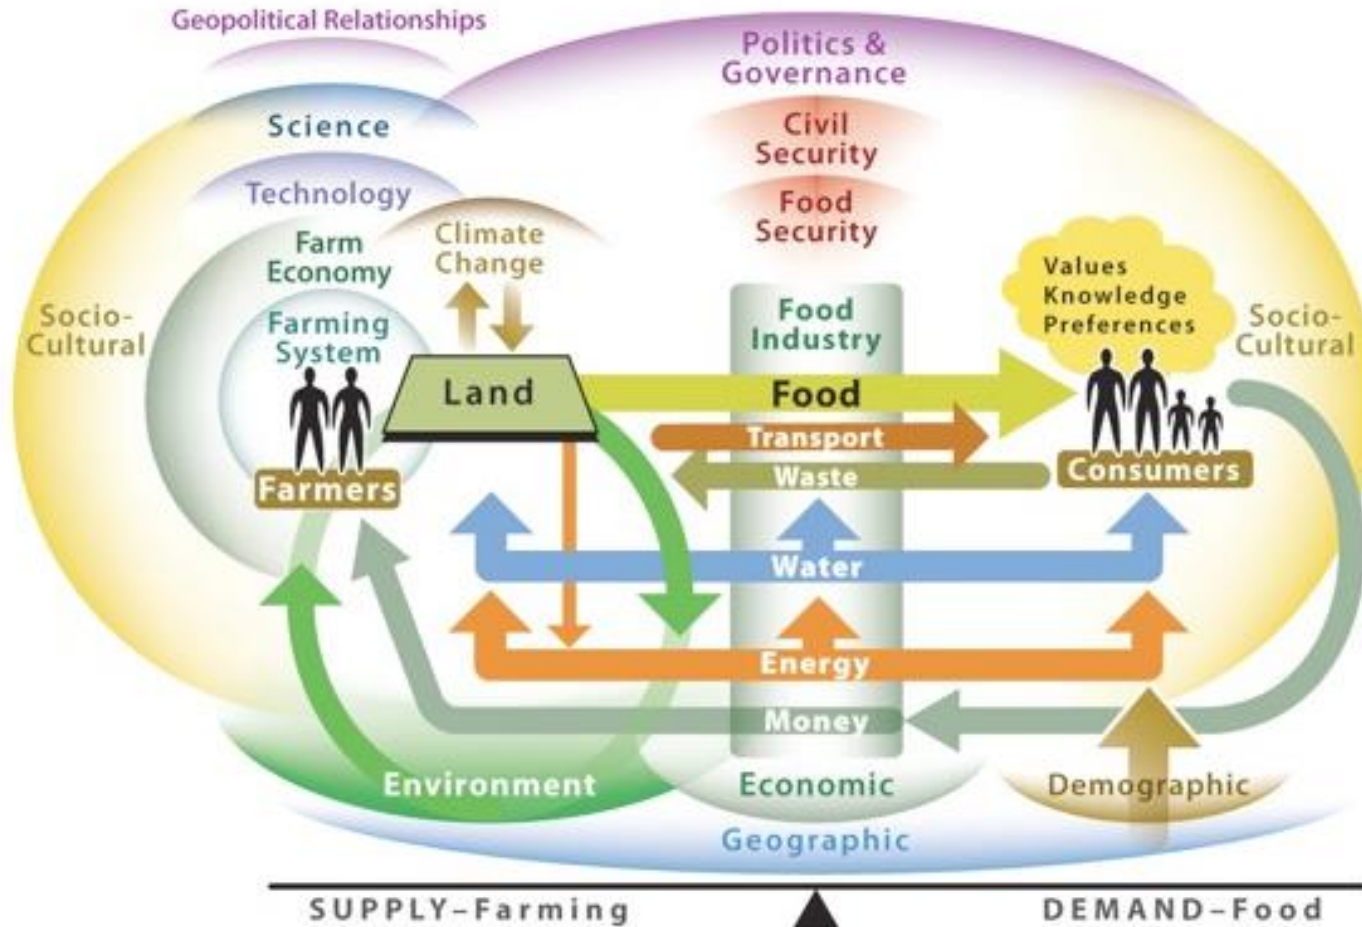 Geopolitical Relationships
Politics &
Governance
Science
Civil
Security
Technology
Food
Security
Farm
Economy
Climate
Change
Values
Knowledge
Preferences
Socio-
Cultural
Farming
System
Food
Industry
Socio-
Cultural
Land
Food
Transport
Waste
Consumers
Farmers
Water
Energy
Money
Environment
Economic
Demographic
Geographic
SUPPLY–Farming
DEMAND–Food